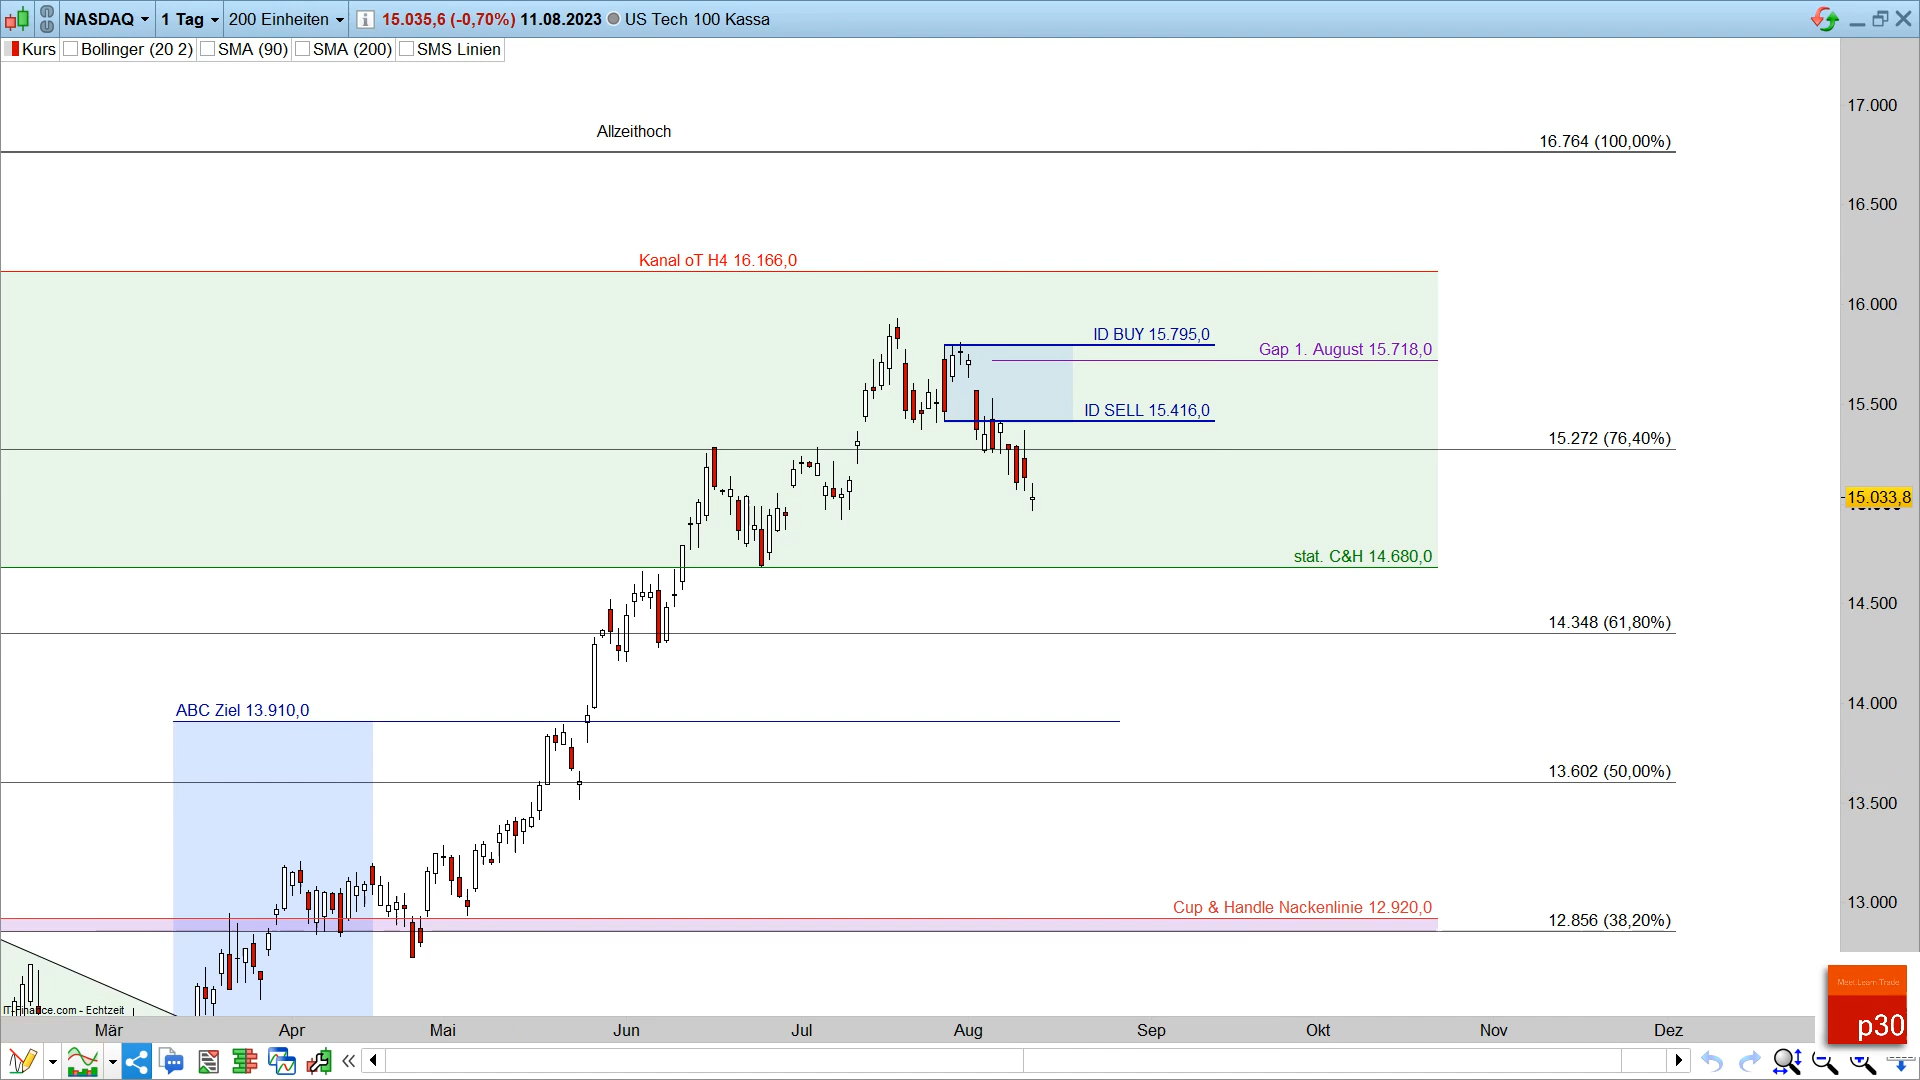 NASDAQ 1 Tag 200 Einheiten 15.035,6 (-0,70%) 11.08.2023 US Tech 100 Kassa
Kurs Bollinger (20 2) SMA (90) SMA (200) SMS Linien
17.000
Allzeithoch
16.764 (100,00%)
16.500
Kanal oT H4 16.166,0
16.000
ID BUY 15.795,0
Gap 1. August 15.718,0
15.500
ID SELL 15.416,0
15.272 (76,40%)
15.033,8
stat. C&H 14.680,0
14.500
14.348 (61,80%)
14.000
ABC Ziel 13.910,0
13.602 (50,00%)
13.500
13.000
Cup & Handle Nackenlinie 12.920,0
12.856 (38,20%)
Meet.Learn.Trade
p30
IT-Finance.com - Echtzeit
Mär Apr Mai Jun Jul Aug Sep Okt Nov Dez